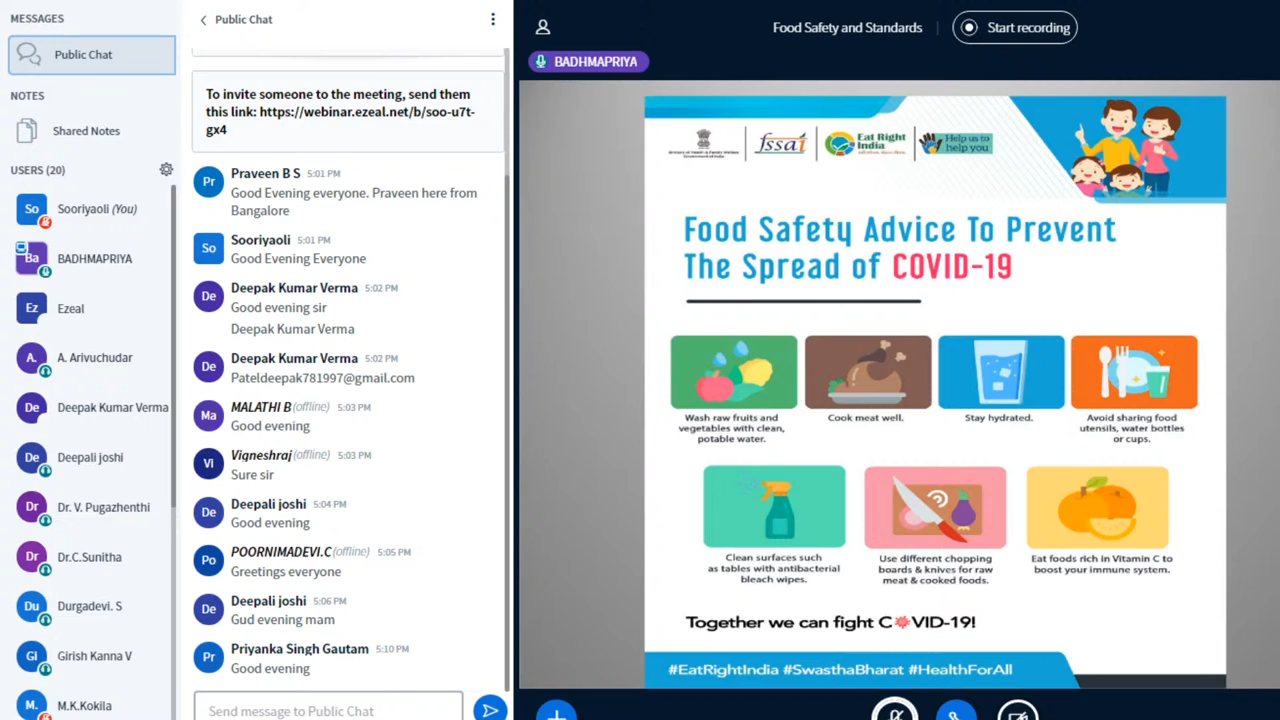 MESSAGES
Public Chat
NOTES
Shared Notes
USERS (20)
So
Sooriyaoli (You)
Ba
BADHMAPRIYA
Ez
Ezeal
A.
A. Arivuchudar
De
Deepak Kumar Verma
De
Deepali joshi
Dr
Dr. V. Pugazhenthi
Dr
Dr.C.Sunitha
Du
Durgadevi. S
Gi
Girish Kanna V
M.
M.K.Kokila
Public Chat
To invite someone to the meeting, send them
this link: https://webinar.ezeal.net/b/soo-u7t-
gx4
Pr
Praveen B S 5:01 PM
Good Evening everyone. Praveen here from
Bangalore
So
Sooriyaoli 5:01 PM
Good Evening Everyone
De
Deepak Kumar Verma 5:02 PM
Good evening sir
Deepak Kumar Verma
De
Deepak Kumar Verma 5:02 PM
Pateldeepak781997@gmail.com
Ma
MALATHI B(offline) 5:03 PM
Good evening
Vi
Vigneshraj(offline) 5:03 PM
Sure sir
De
Deepali joshi 5:04 PM
Good evening
Po
POORNIMADEVI.C(offline) 5:05 PM
Greetings everyone
De
Deepali joshi 5:06 PM
Gud evening mam
Pr
Priyanka Singh Gautam 5:10 PM
Good evening
Send message to Public Chat
Food Safety and Standards
Start recording
BADHMAPRIYA
Ministry of Health & Family Welfare
Government of India
fssai
Eat Right
India
Help us to
help you
Food Safety Advice To Prevent
The Spread of COVID-19
Wash raw fruits and
vegetables with clean,
potable water.
Cook meat well.
Stay hydrated.
Avoid sharing food
utensils, water bottles
or cups.
Clean surfaces such
as tables with antibacterial
bleach wipes.
Use different chopping
boards & knives for raw
meat & cooked foods.
Eat foods rich in Vitamin C to
boost your immune system.
Together we can fight COVID-19!
#EatRightIndia #SwasthaBharat #HealthForAll